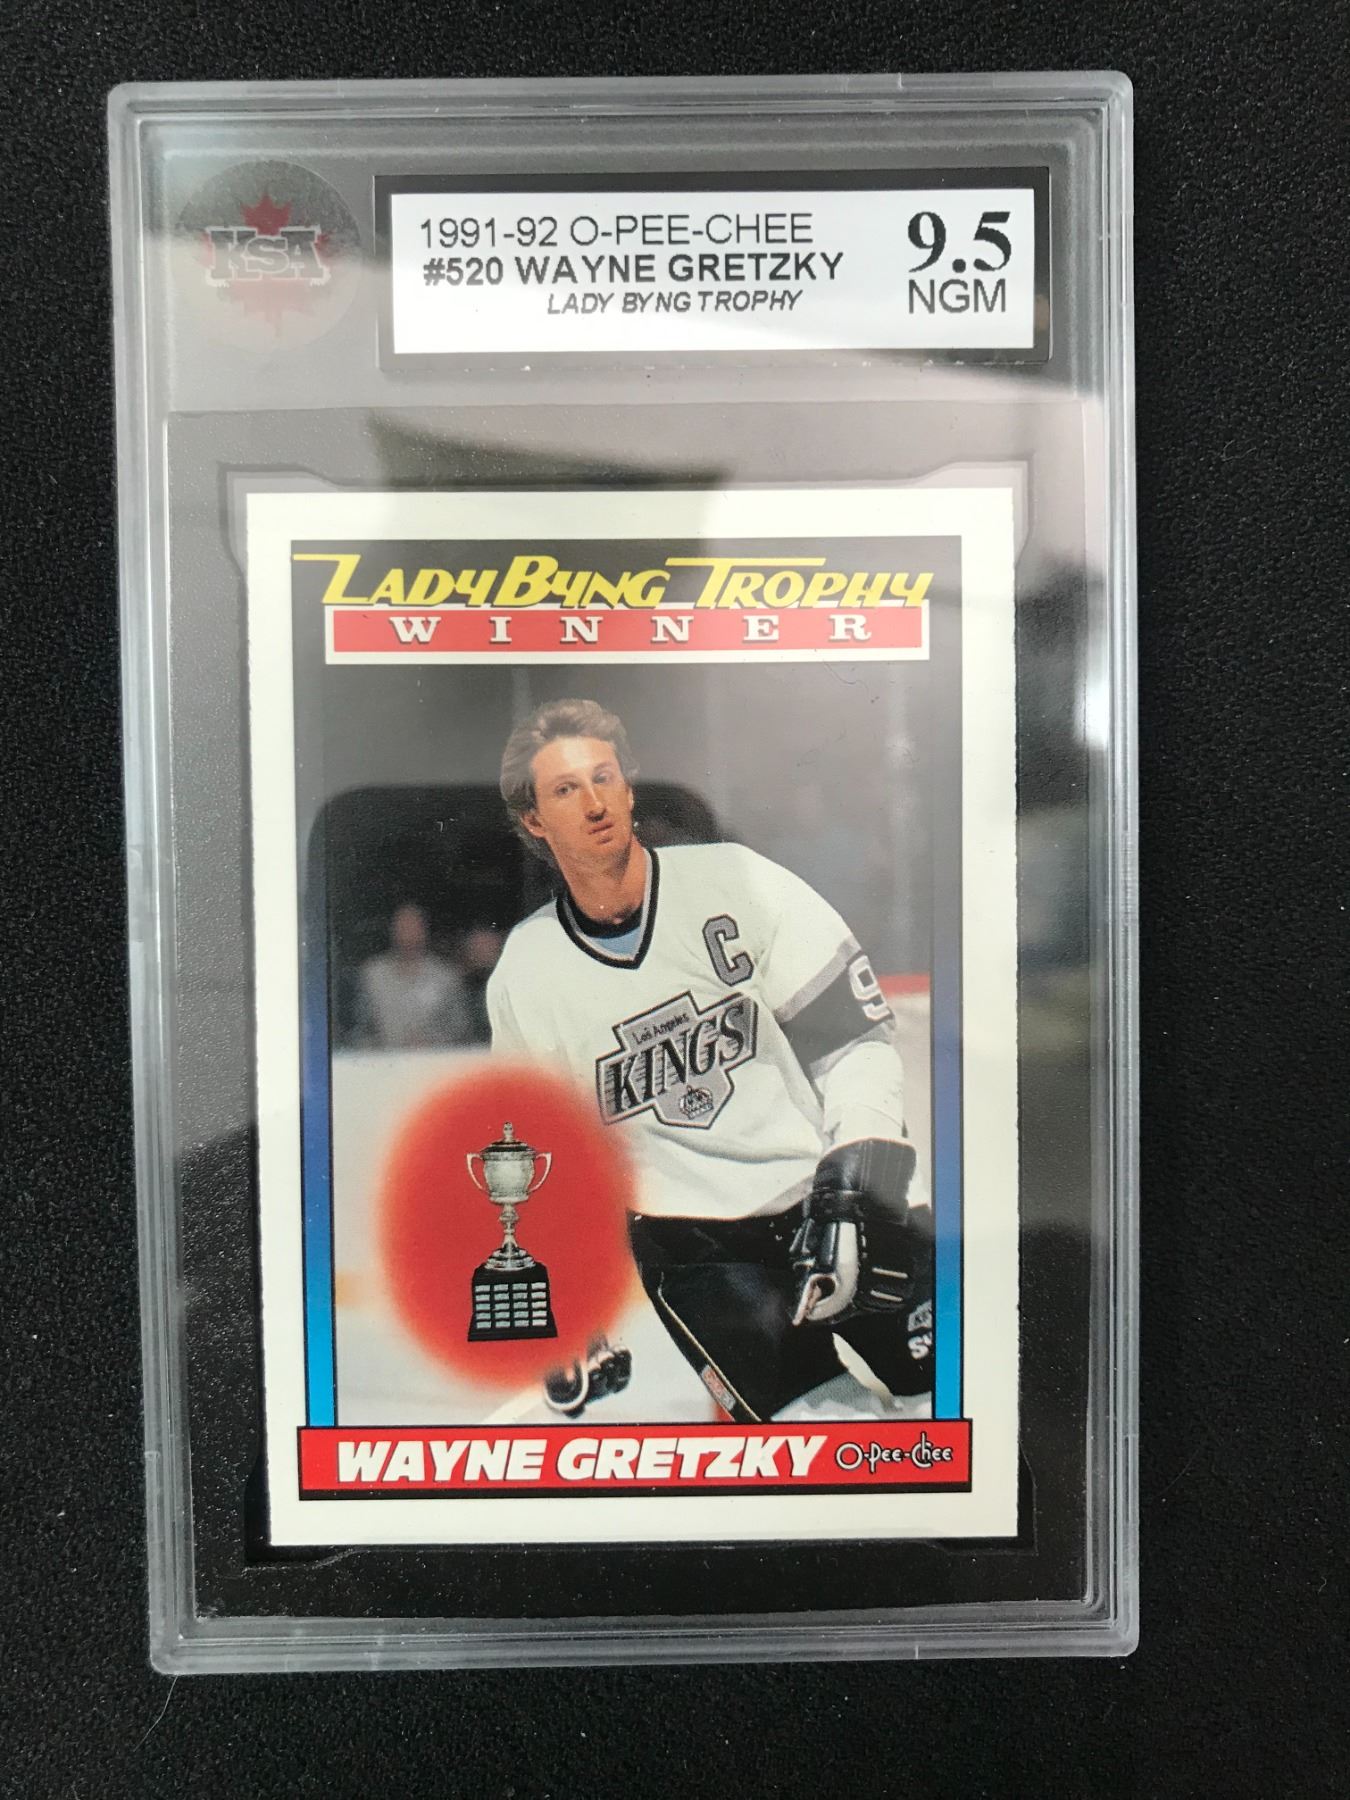 KSA
1991-92 O-PEE-CHEE
#520 WAYNE GRETZKY
LADY BYNG TROPHY
9.5
NGM
LADY BYNG TROPHY
WINNER
C
9
Los Angeles
KINGS
WAYNE GRETZKY O-Pee-Chee